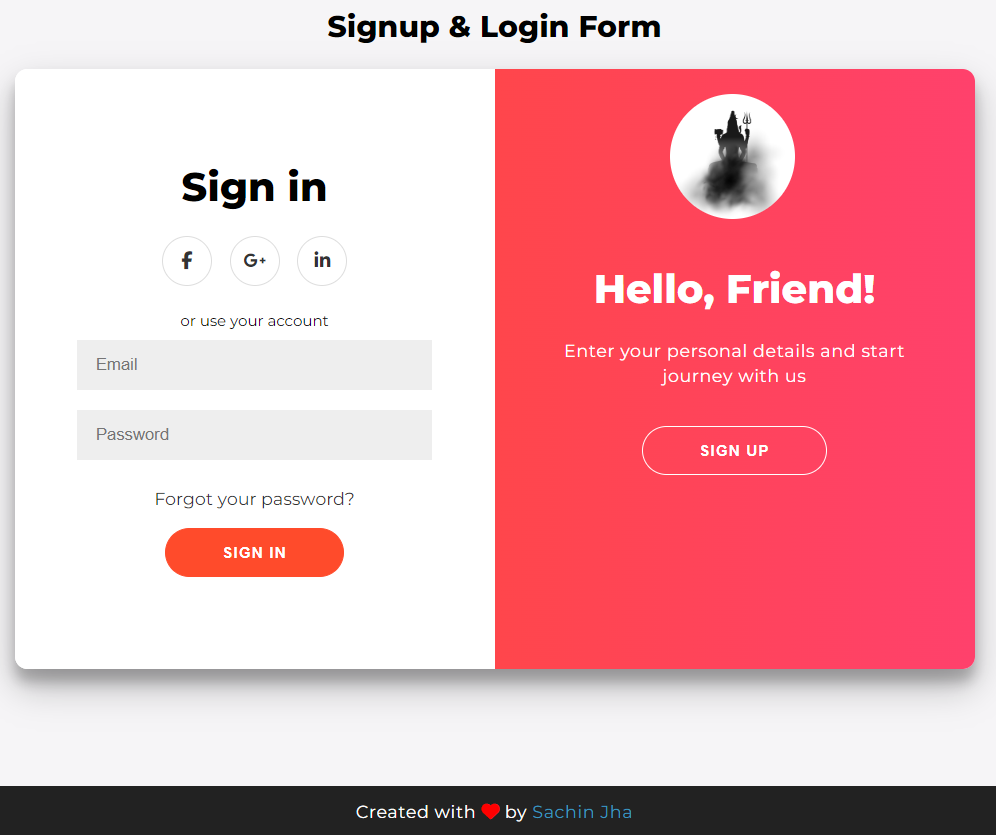 Signup & Login Form
Sign in
f
G+
in
or use your account
Email
Password
Forgot your password?
SIGN IN
Hello, Friend!
Enter your personal details and start
journey with us
SIGN UP
Created with ❤ by Sachin Jha